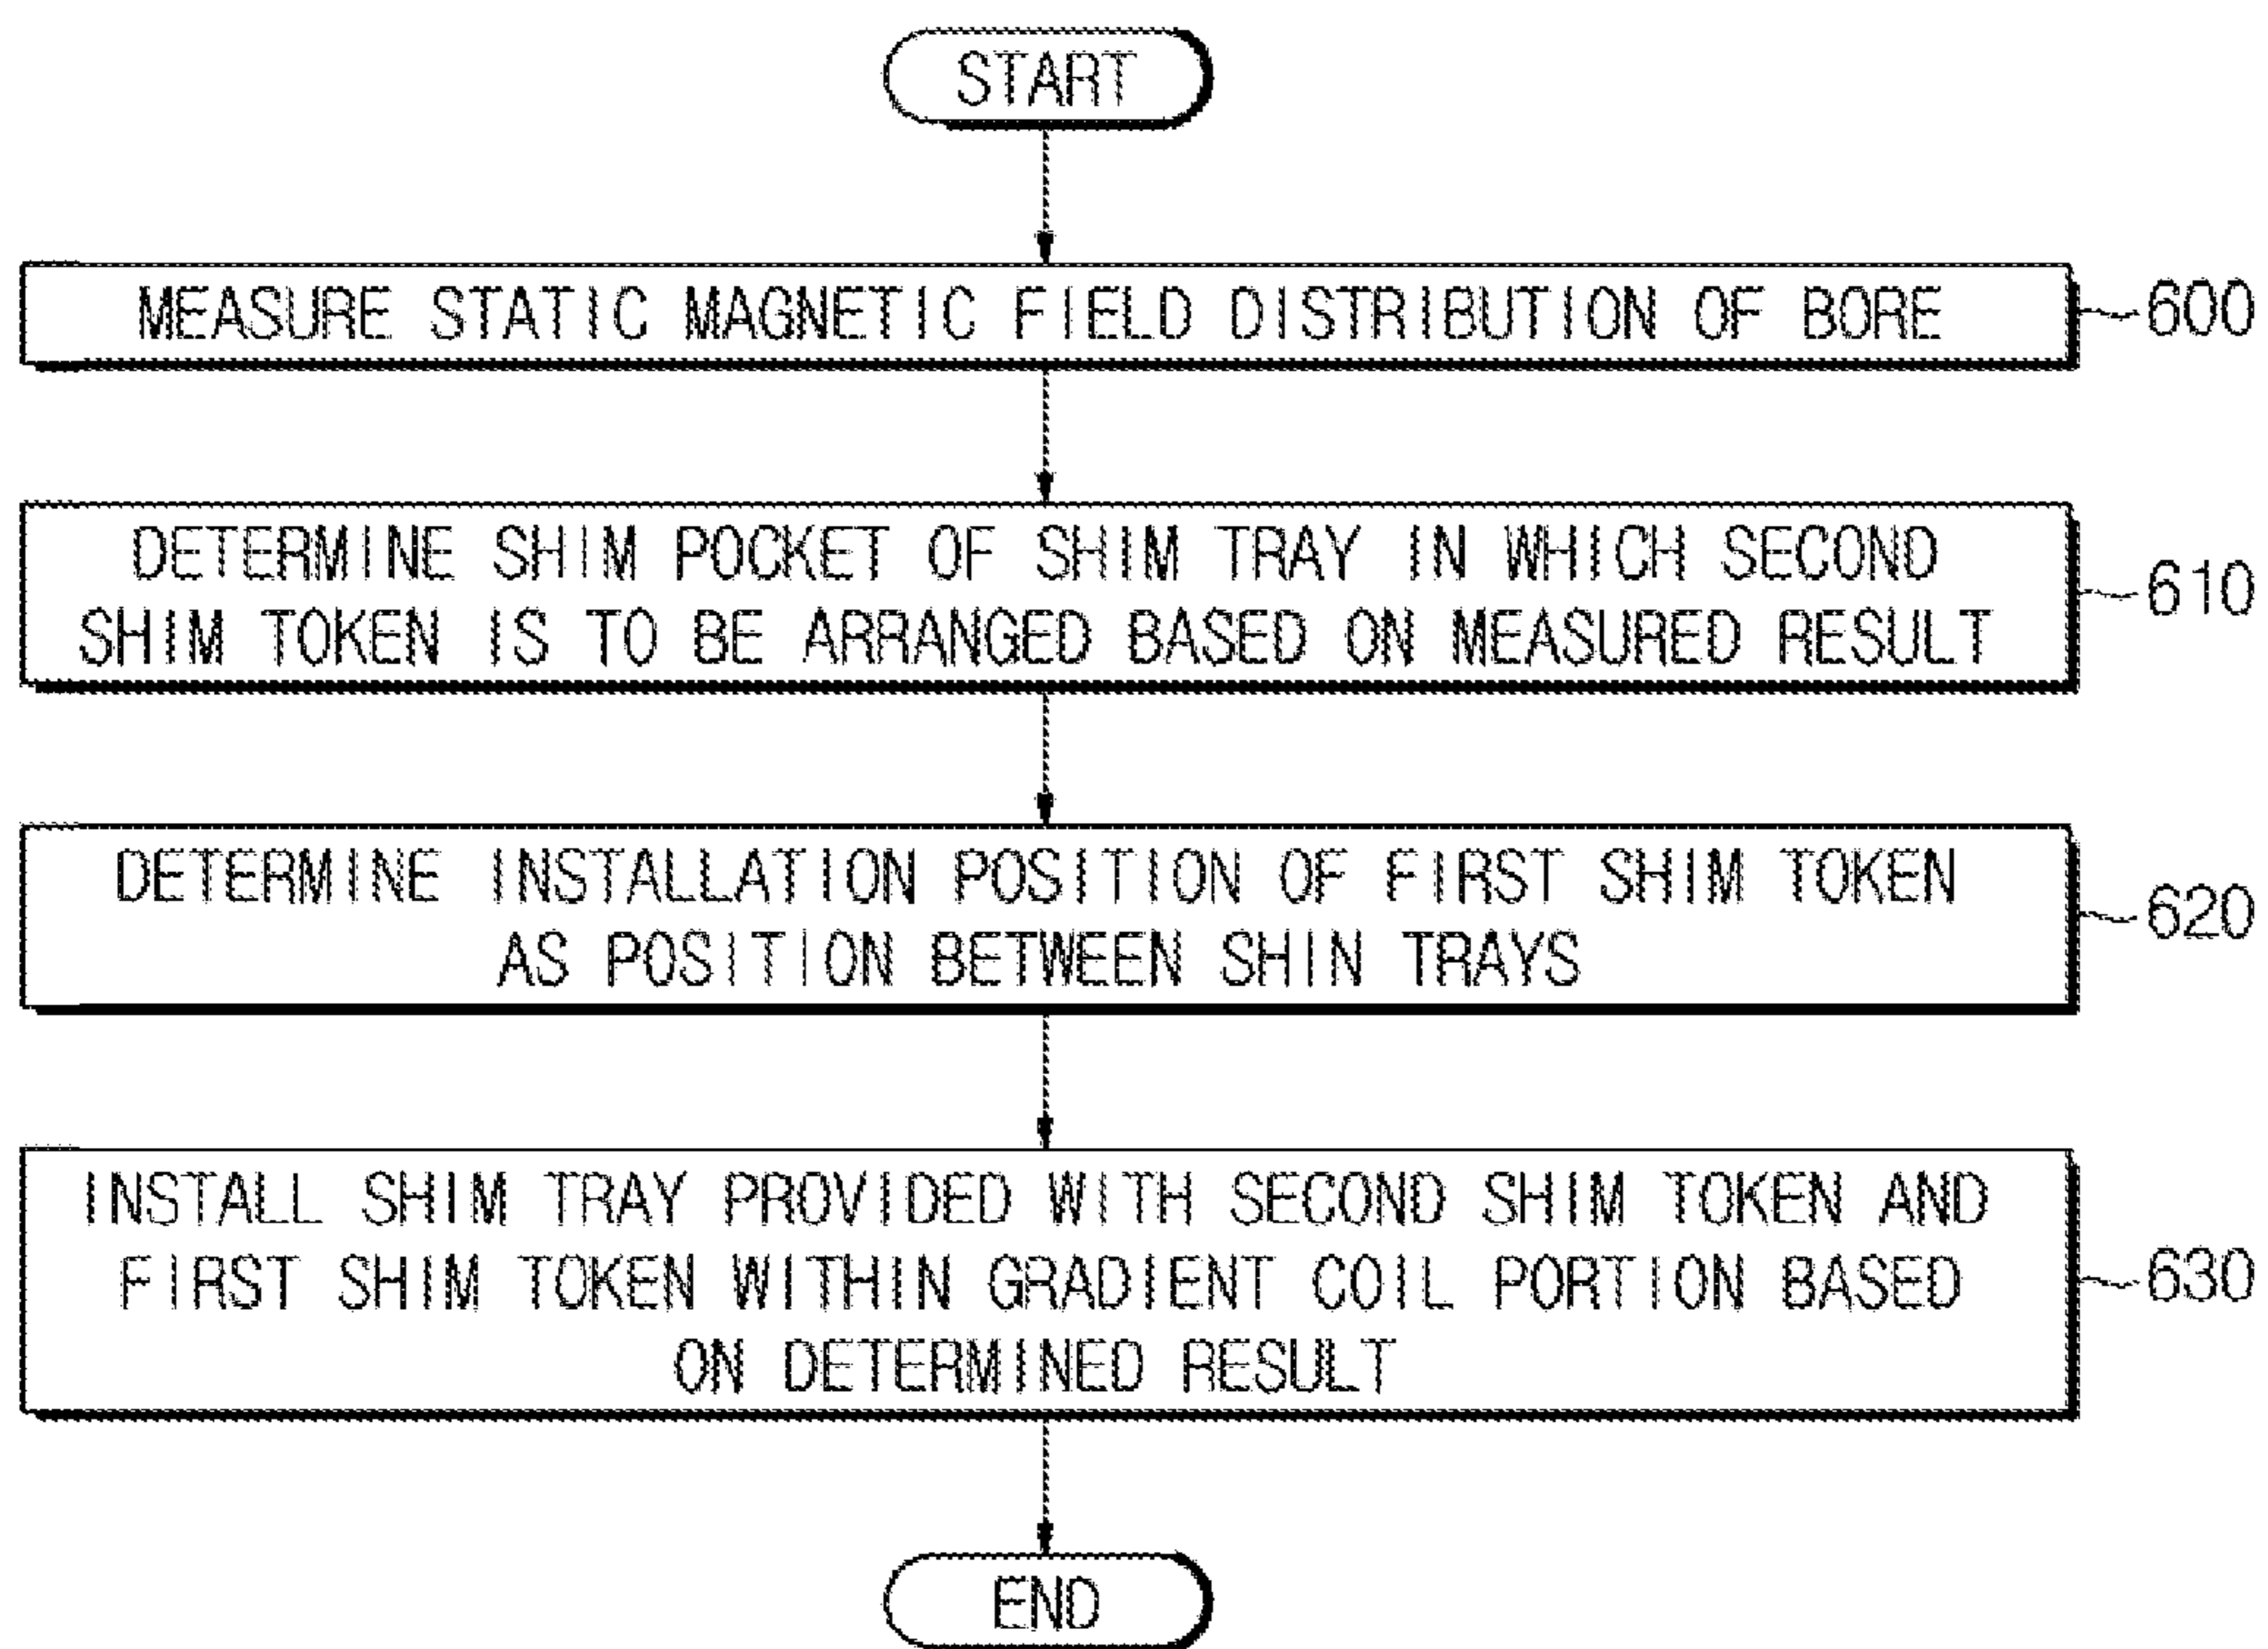 START
MEASURE STATIC MAGNETIC FIELD DISTRIBUTION OF BORE
600
DETERMINE SHIM POCKET OF SHIM TRAY IN WHICH SECOND
SHIM TOKEN IS TO BE ARRANGED BASED ON MEASURED RESULT
610
DETERMINE INSTALLATION POSITION OF FIRST SHIM TOKEN
AS POSITION BETWEEN SHIN TRAYS
620
INSTALL SHIM TRAY PROVIDED WITH SECOND SHIM TOKEN AND
FIRST SHIM TOKEN WITHIN GRADIENT COIL PORTION BASED
ON DETERMINED RESULT
630
END